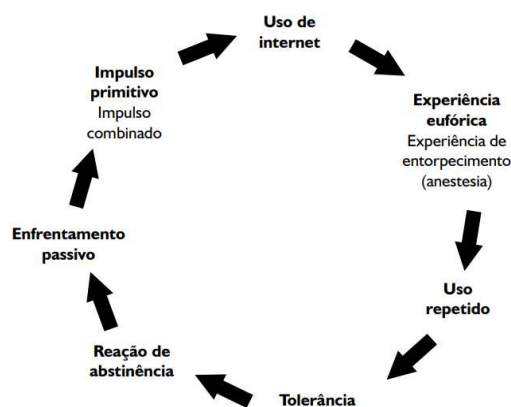 Uso de
internet
Experiência
eufórica
Experiência de
entorpecimento
(anestesia)
Uso
repetido
Tolerância
Reação de
abstinência
Enfrentamento
passivo
Impulso
primitivo
Impulso
combinado